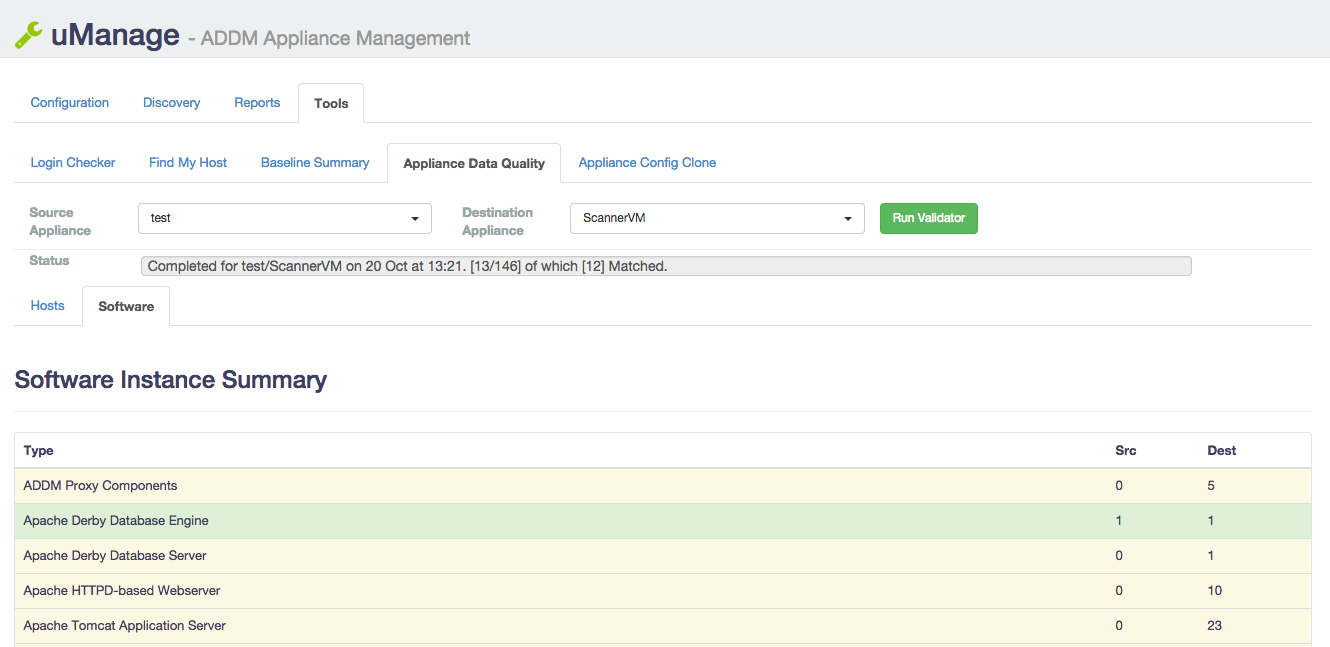 uManage - ADDM Appliance Management
Configuration Discovery Reports Tools
Login Checker Find My Host Baseline Summary Appliance Data Quality Appliance Config Clone
Source Appliance test Destination Appliance ScannerVM Run Validator
Status Completed for test/ScannerVM on 20 Oct at 13:21. [13/146] of which [12] Matched.
Hosts Software
Software Instance Summary
Type Src Dest
ADDM Proxy Components 0 5
Apache Derby Database Engine 1 1
Apache Derby Database Server 0 1
Apache HTTPD-based Webserver 0 10
Apache Tomcat Application Server 0 23